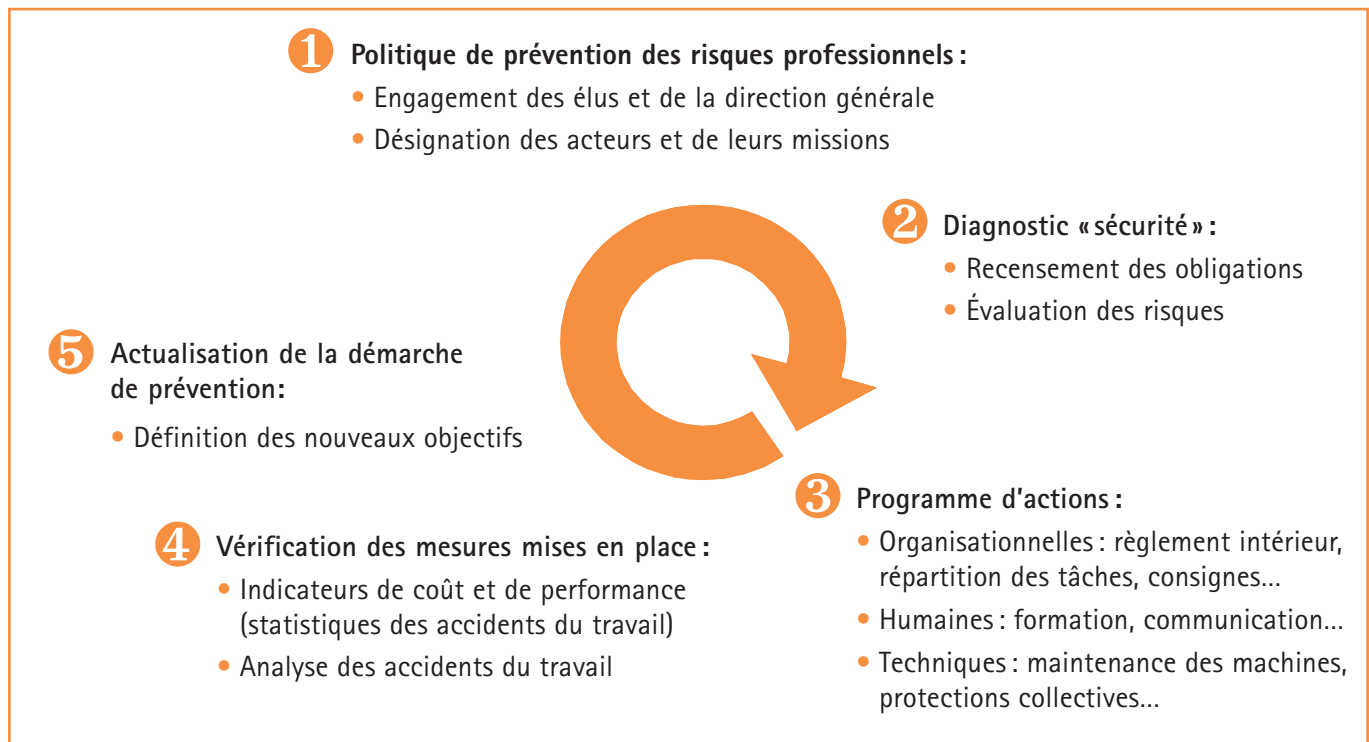 1 Politique de prévention des risques professionnels :
• Engagement des élus et de la direction générale
• Désignation des acteurs et de leurs missions
2 Diagnostic « sécurité » :
• Recensement des obligations
• Évaluation des risques
3 Programme d'actions :
• Organisationnelles : règlement intérieur,
répartition des tâches, consignes...
• Humaines : formation, communication...
• Techniques : maintenance des machines,
protections collectives...
4 Vérification des mesures mises en place :
• Indicateurs de coût et de performance
(statistiques des accidents du travail)
• Analyse des accidents du travail
5 Actualisation de la démarche
de prévention:
• Définition des nouveaux objectifs